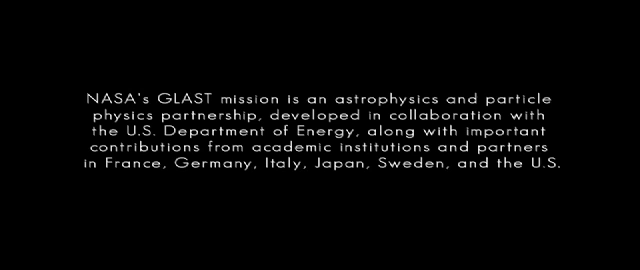 NASA's GLAST mission is an astrophysics and particle
physics partnership, developed in collaboration with
the U.S. Department of Energy, along with important
contributions from academic institutions and partners
in France, Germany, Italy, Japan, Sweden, and the U.S.